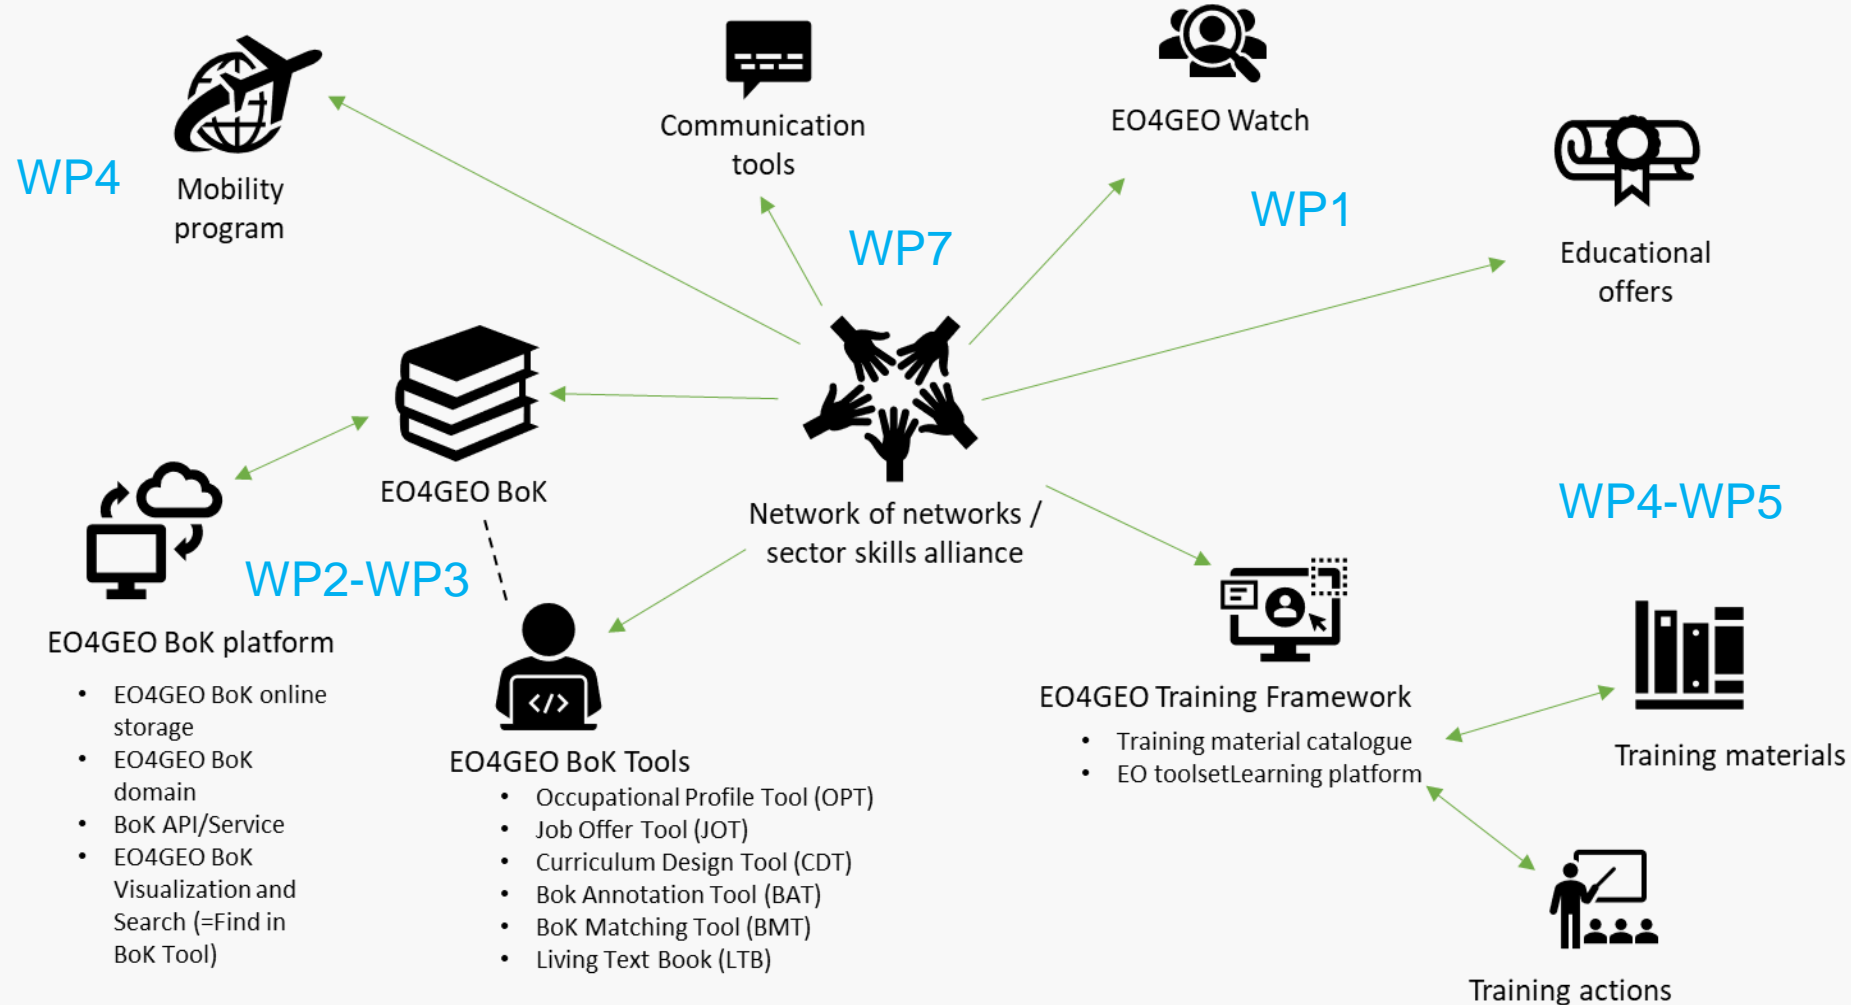 Communication
tools
EO4GEO Watch
WP4
Mobility
program
WP1
WP7
Educational
offers
EO4GEO BoK
Network of networks /
sector skills alliance
WP4-WP5
WP2-WP3
EO4GEO BoK platform
• EO4GEO BoK online
storage
• EO4GEO BoK
domain
• BoK API/Service
• EO4GEO BoK
Visualization and
Search (=Find in
BoK Tool)
</>
EO4GEO BoK Tools
• Occupational Profile Tool (OPT)
• Job Offer Tool (JOT)
• Curriculum Design Tool (CDT)
• Bok Annotation Tool (BAT)
• BoK Matching Tool (BMT)
• Living Text Book (LTB)
EO4GEO Training Framework
• Training material catalogue
• EO toolsetLearning platform
Training materials
Training actions